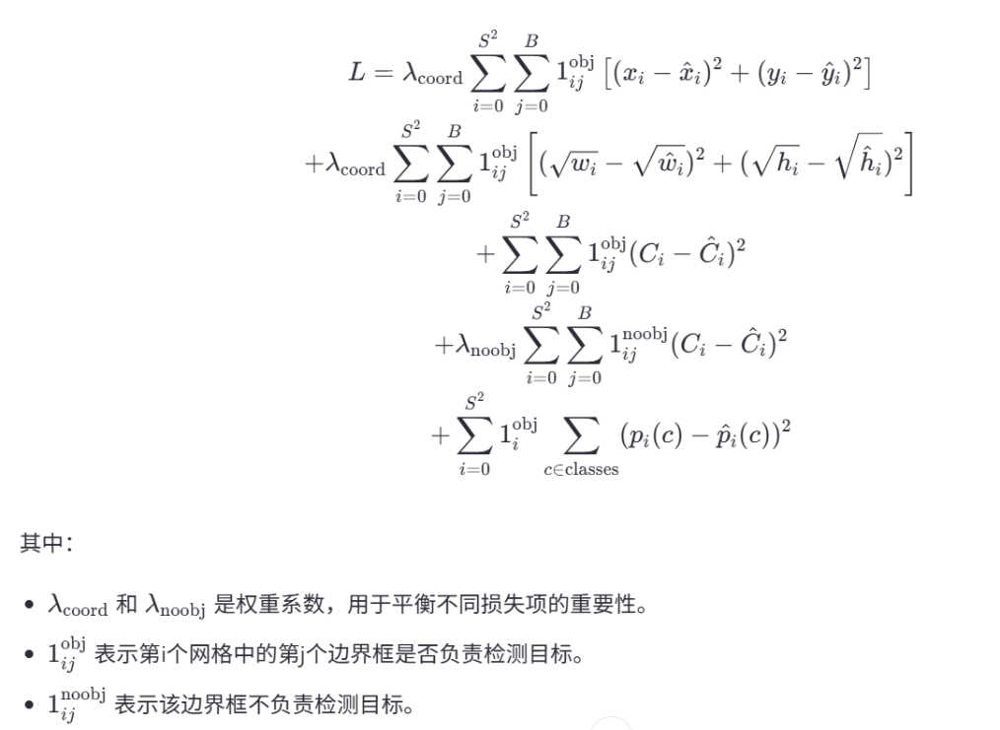 $L = \lambda_{\text{coord}} \sum_{i=0}^{S^2} \sum_{j=0}^{B} 1_{ij}^{\text{obj}} \left[ (x_i - \hat{x}_i)^2 + (y_i - \hat{y}_i)^2 \right]$
$+ \lambda_{\text{coord}} \sum_{i=0}^{S^2} \sum_{j=0}^{B} 1_{ij}^{\text{obj}} \left[ (\sqrt{w_i} - \sqrt{\hat{w}_i})^2 + (\sqrt{h_i} - \sqrt{\hat{h}_i})^2 \right]$
$+ \sum_{i=0}^{S^2} \sum_{j=0}^{B} 1_{ij}^{\text{obj}} (C_i - \hat{C}_i)^2$
$+ \lambda_{\text{noobj}} \sum_{i=0}^{S^2} \sum_{j=0}^{B} 1_{ij}^{\text{noobj}} (C_i - \hat{C}_i)^2$
$+ \sum_{i=0}^{S^2} 1_{i}^{\text{obj}} \sum_{c \in \text{classes}} (p_i(c) - \hat{p}_i(c))^2$
其中：
• $\lambda_{\text{coord}}$ 和 $\lambda_{\text{noobj}}$ 是权重系数，用于平衡不同损失项的重要性。
• $1_{ij}^{\text{obj}}$ 表示第i个网格中的第j个边界框是否负责检测目标。
• $1_{ij}^{\text{noobj}}$ 表示该边界框不负责检测目标。